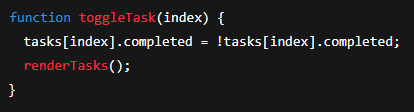 function toggleTask(index) {
  tasks[index].completed = !tasks[index].completed;
  renderTasks();
}